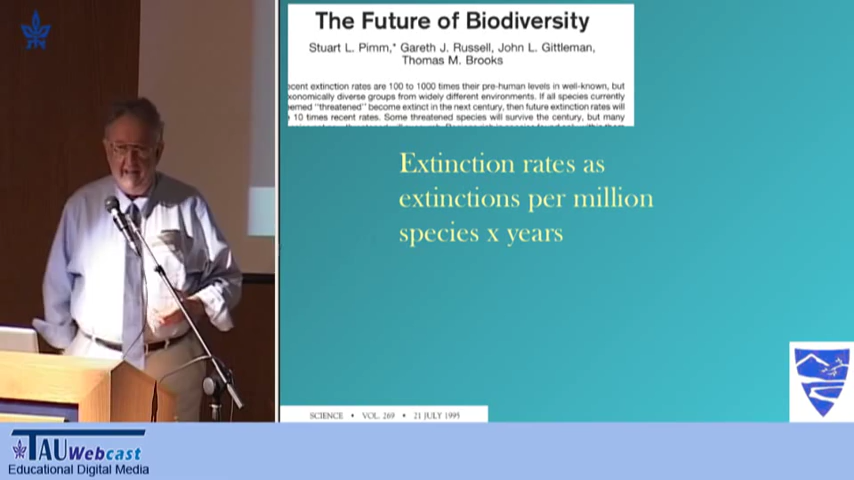 The Future of Biodiversity
Stuart L. Pimm,* Gareth J. Russell, John L. Gittleman,
Thomas M. Brooks
ecent extinction rates are 100 to 1000 times their pre-human levels in well-known, but
xonomically diverse groups from widely different environments. If all species currently
emed "threatened" become extinct in the next century, then future extinction rates will
10 times recent rates. Some threatened species will survive the century, but many
Extinction rates as
extinctions per million
species x years
SCIENCE • VOL. 269 • 21 JULY 1995
TAU Webcast
Educational Digital Media